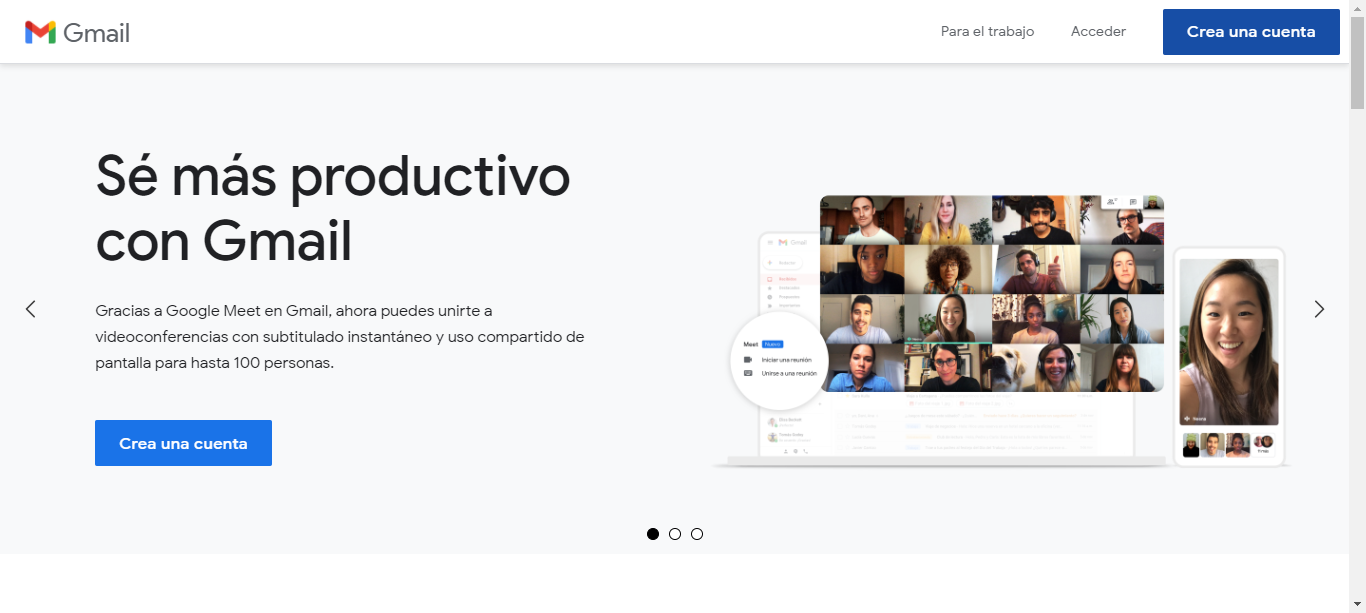 Gmail
Para el trabajo
Acceder
Crea una cuenta
Sé más productivo
con Gmail
Gracias a Google Meet en Gmail, ahora puedes unirte a
videoconferencias con subtitulado instantáneo y uso compartido de
pantalla para hasta 100 personas.
Crea una cuenta
Gmail
Meet Nuevo
Iniciar una reunión
Unirse a una reunión